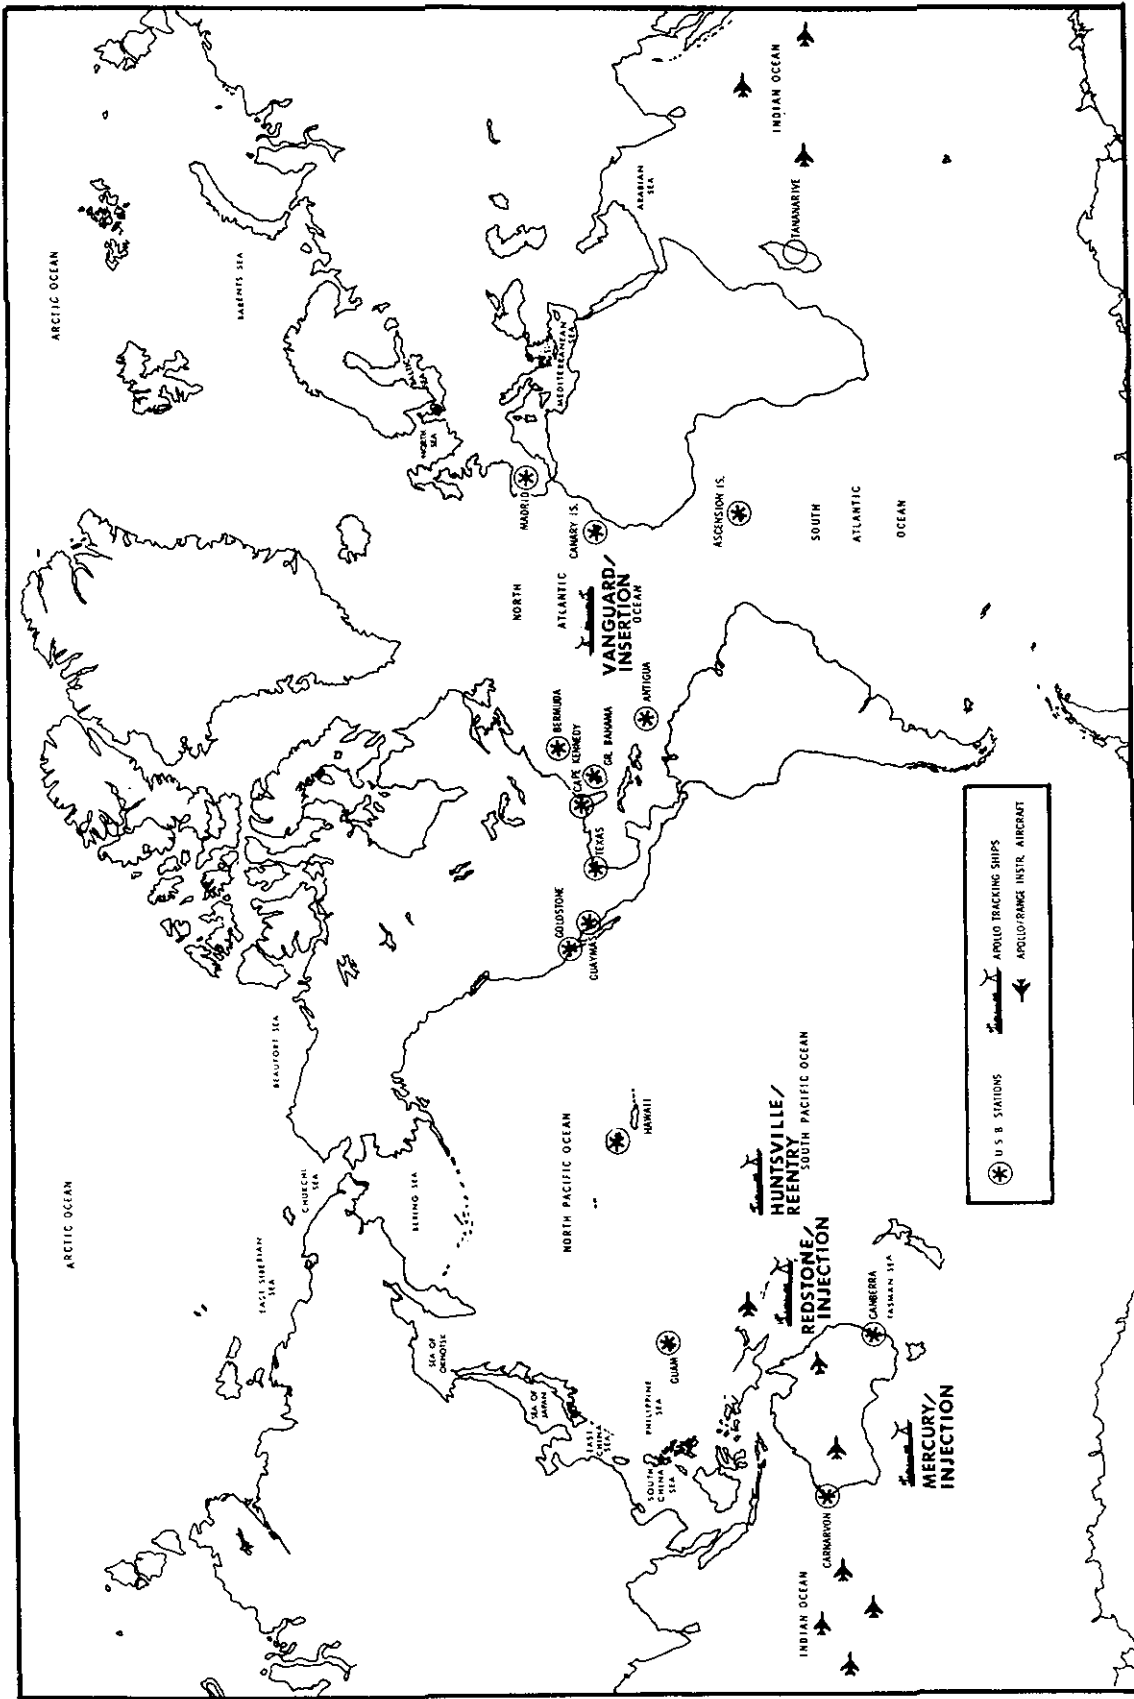 ARCTIC OCEAN
ARCTIC OCEAN
BARENTS SEA
BEAUFORT SEA
CHUKCHI
SEA
EAST SIBERIAN
SEA
BERING SEA
SEA OF
OKHOTSK
SEA OF
JAPAN
EAST
CHINA
SEA
PHILIPPINE
SEA
SOUTH
CHINA
SEA
NORTH
SEA
BALTIC
SEA
MEDITERRANEAN
SEA
ARABIAN
SEA
MADRID
CANARY IS.
NORTH
ATLANTIC
OCEAN
VANGUARD/
INSERTION
BERMUDA
CAPE KENNEDY
GR. BAHAMA
ANTIGUA
TEXAS
GOLDSTONE
GUAYMAS
NORTH PACIFIC OCEAN
HAWAII
GUAM
ASCENSION IS.
SOUTH
ATLANTIC
OCEAN
TANANARIVE
INDIAN OCEAN
HUNTSVILLE/
REENTRY
SOUTH PACIFIC OCEAN
REDSTONE/
INJECTION
CANBERRA
TASMAN SEA
MERCURY/
INJECTION
CARNARVON
INDIAN OCEAN
U S B STATIONS
APOLLO TRACKING SHIPS
APOLLO/RANGE INSTR. AIRCRAFT